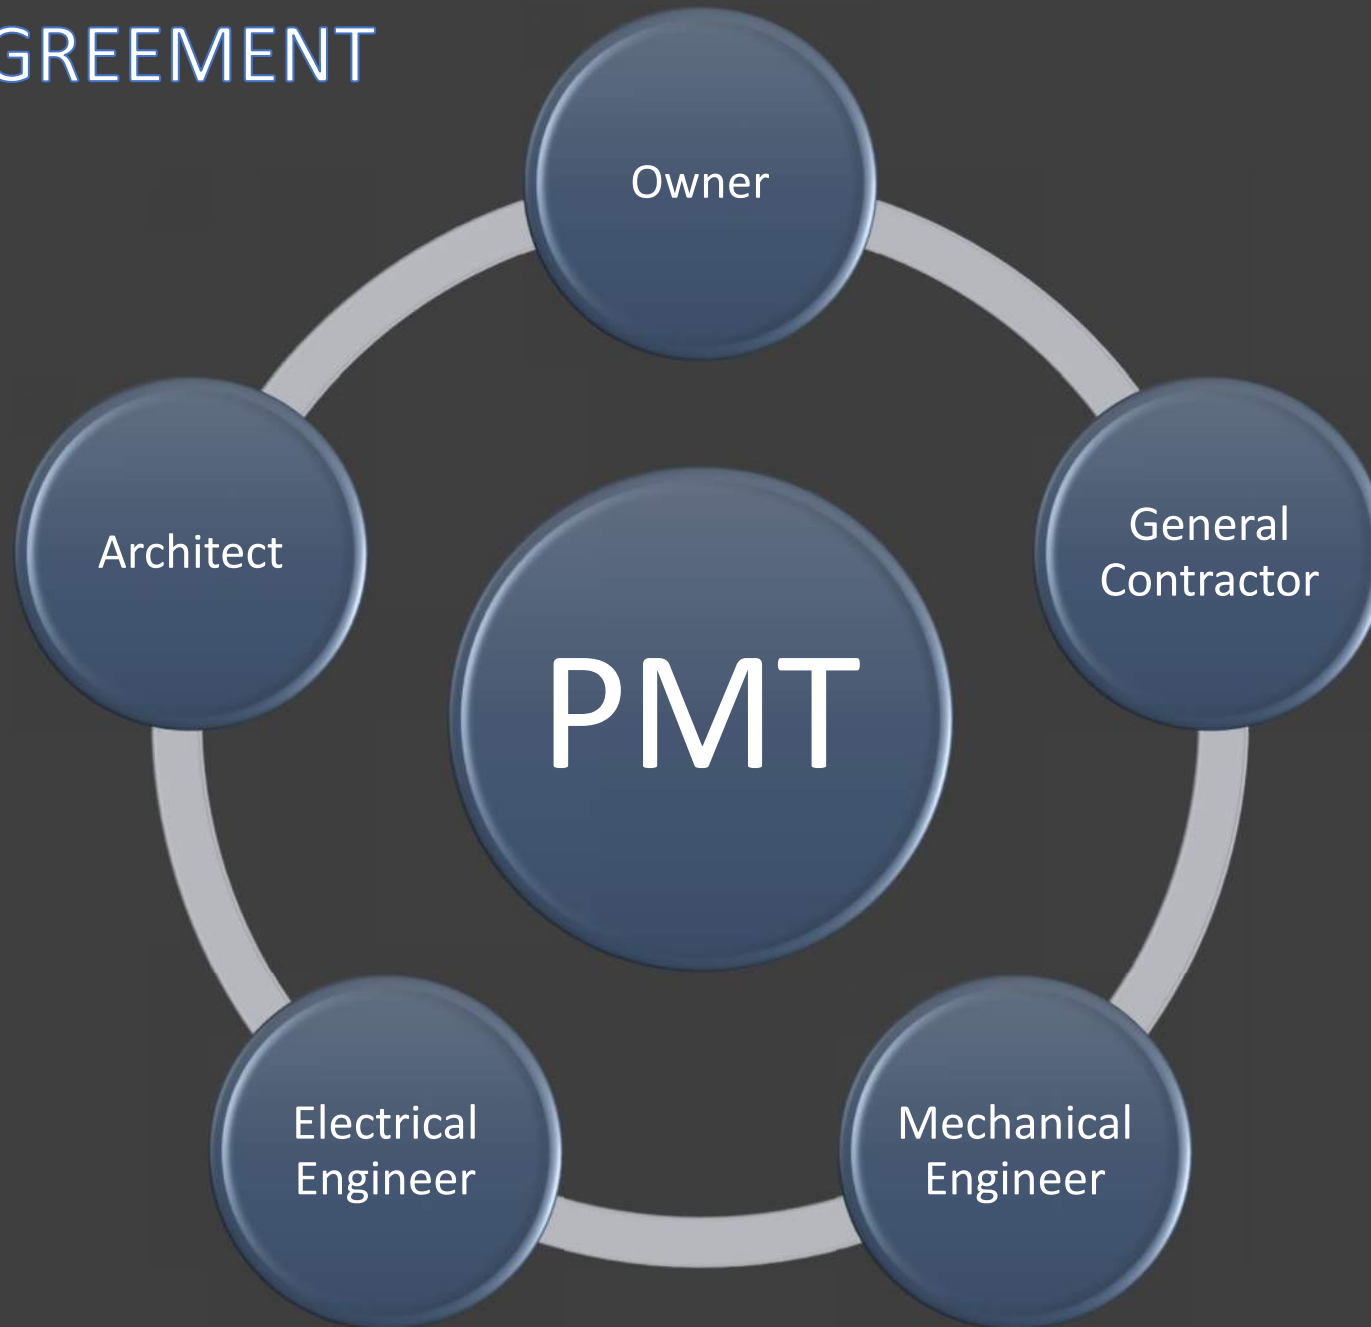 GREEMENT
Owner
Architect
General
Contractor
PMT
Electrical
Engineer
Mechanical
Engineer